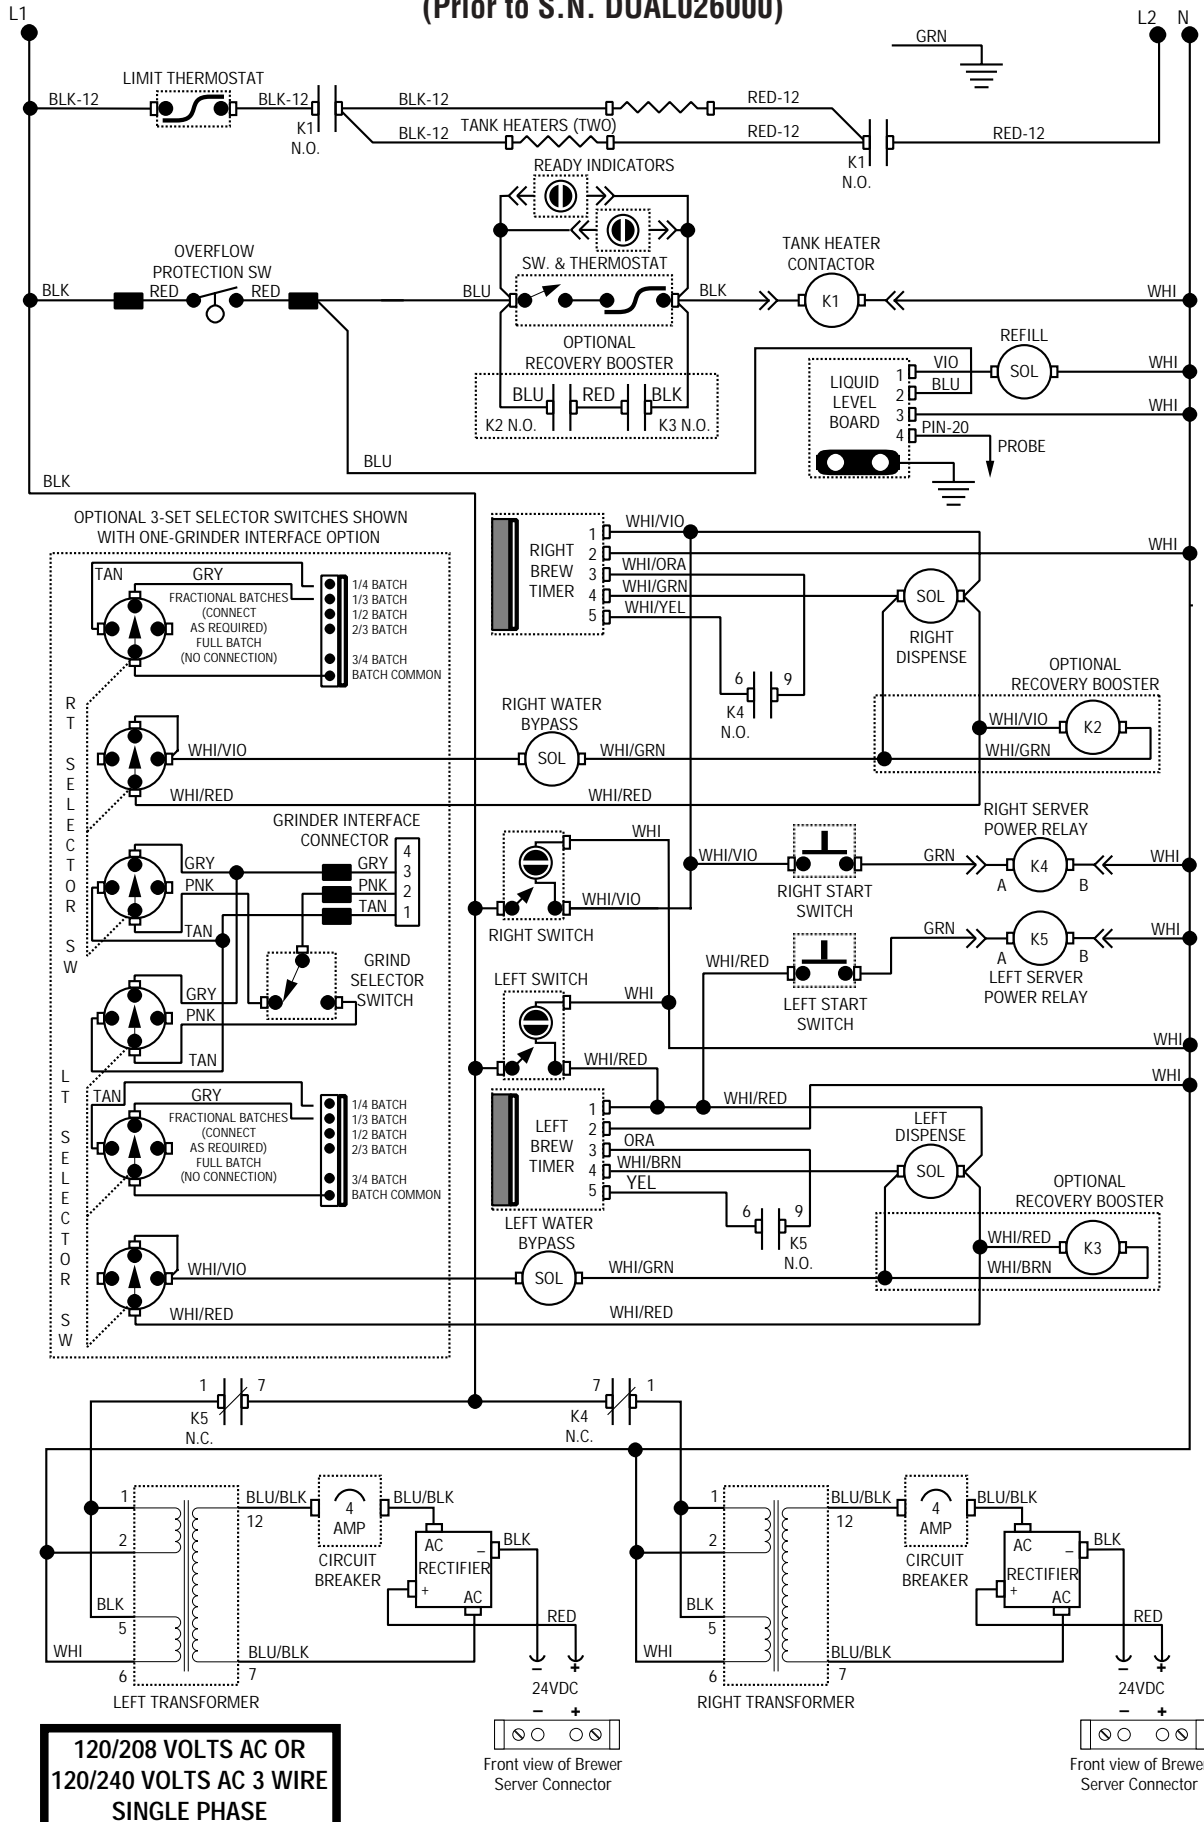 (Prior to S.N. DUAL026000)
L1
L2
N
GRN
LIMIT THERMOSTAT
BLK-12
BLK-12
K1
N.O.
BLK-12
RED-12
BLK-12
TANK HEATERS (TWO)
RED-12
K1
N.O.
RED-12
READY INDICATORS
OVERFLOW
PROTECTION SW
BLK
RED
RED
BLU
SW. & THERMOSTAT
BLK
TANK HEATER
CONTACTOR
K1
WHI
OPTIONAL
RECOVERY BOOSTER
BLU
RED
BLK
K2 N.O.
K3 N.O.
REFILL
SOL
LIQUID
LEVEL
BOARD
1
2
3
4
VIO
BLU
WHI
WHI
PIN-20
PROBE
BLU
BLK
OPTIONAL 3-SET SELECTOR SWITCHES SHOWN
WITH ONE-GRINDER INTERFACE OPTION
TAN
GRY
FRACTIONAL BATCHES
(CONNECT
AS REQUIRED)
FULL BATCH
(NO CONNECTION)
1/4 BATCH
1/3 BATCH
1/2 BATCH
2/3 BATCH
3/4 BATCH
BATCH COMMON
RT SELECTOR SW
RIGHT
BREW
TIMER
1
2
3
4
5
WHI/VIO
WHI
WHI/ORA
WHI/GRN
WHI/YEL
SOL
RIGHT
DISPENSE
6
9
K4
N.O.
OPTIONAL
RECOVERY BOOSTER
WHI/VIO
K2
WHI/GRN
RIGHT WATER
BYPASS
WHI/VIO
SOL
WHI/GRN
WHI/RED
WHI/RED
GRINDER INTERFACE
CONNECTOR
4
3
2
1
GRY
PNK
TAN
GRY
PNK
TAN
GRIND
SELECTOR
SWITCH
GRY
PNK
TAN
WHI
WHI/VIO
RIGHT SWITCH
WHI/VIO
RIGHT START
SWITCH
GRN
RIGHT SERVER
POWER RELAY
A
K4
B
WHI
LEFT SWITCH
WHI
WHI/RED
WHI/RED
LEFT START
SWITCH
GRN
A
K5
B
WHI
LEFT SERVER
POWER RELAY
WHI
WHI
LT SELECTOR SW
TAN
GRY
FRACTIONAL BATCHES
(CONNECT
AS REQUIRED)
FULL BATCH
(NO CONNECTION)
1/4 BATCH
1/3 BATCH
1/2 BATCH
2/3 BATCH
3/4 BATCH
BATCH COMMON
LEFT
BREW
TIMER
1
2
3
4
5
WHI/RED
ORA
WHI/BRN
YEL
LEFT
DISPENSE
SOL
6
9
K5
N.O.
OPTIONAL
RECOVERY BOOSTER
WHI/RED
K3
WHI/BRN
LEFT WATER
BYPASS
WHI/VIO
SOL
WHI/GRN
WHI/RED
WHI/RED
1
7
K5
N.C.
7
1
K4
N.C.
1
2
BLK
5
WHI
6
LEFT TRANSFORMER
BLU/BLK
12
4
AMP
CIRCUIT
BREAKER
BLU/BLK
AC
–
RECTIFIER
+
AC
BLK
RED
BLU/BLK
7
– +
24VDC
– +
Front view of Brewer
Server Connector
1
2
BLK
5
WHI
6
RIGHT TRANSFORMER
BLU/BLK
12
4
AMP
CIRCUIT
BREAKER
BLU/BLK
AC
–
RECTIFIER
+
AC
BLK
RED
BLU/BLK
7
– +
24VDC
– +
Front view of Brewer
Server Connector
120/208 VOLTS AC OR
120/240 VOLTS AC 3 WIRE
SINGLE PHASE